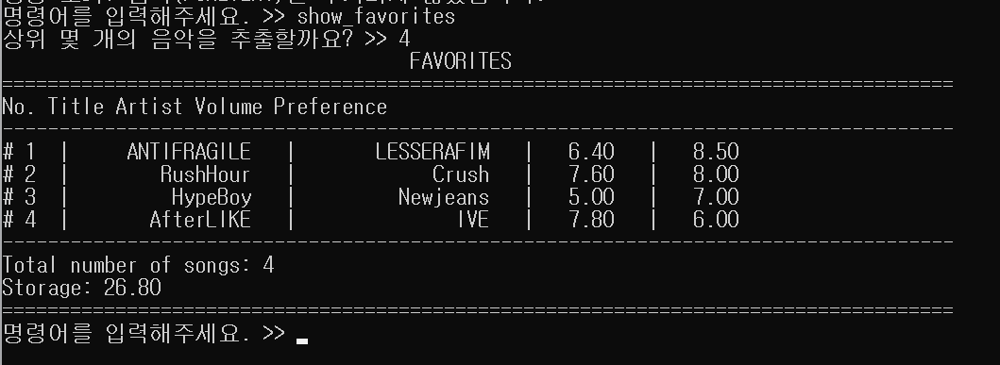 명령어를 입력해주세요. >> show_favorites
상위 몇 개의 음악을 추출할까요? >> 4
FAVORITES
====================================================================================
No. Title Artist Volume Preference
------------------------------------------------------------------------------------
# 1 | ANTIFRAGILE | LESSERAFIM | 6.40 | 8.50
# 2 | RushHour | Crush | 7.60 | 8.00
# 3 | HypeBoy | Newjeans | 5.00 | 7.00
# 4 | AfterLIKE | IVE | 7.80 | 6.00
------------------------------------------------------------------------------------
Total number of songs: 4
Storage: 26.80
====================================================================================
명령어를 입력해주세요. >>